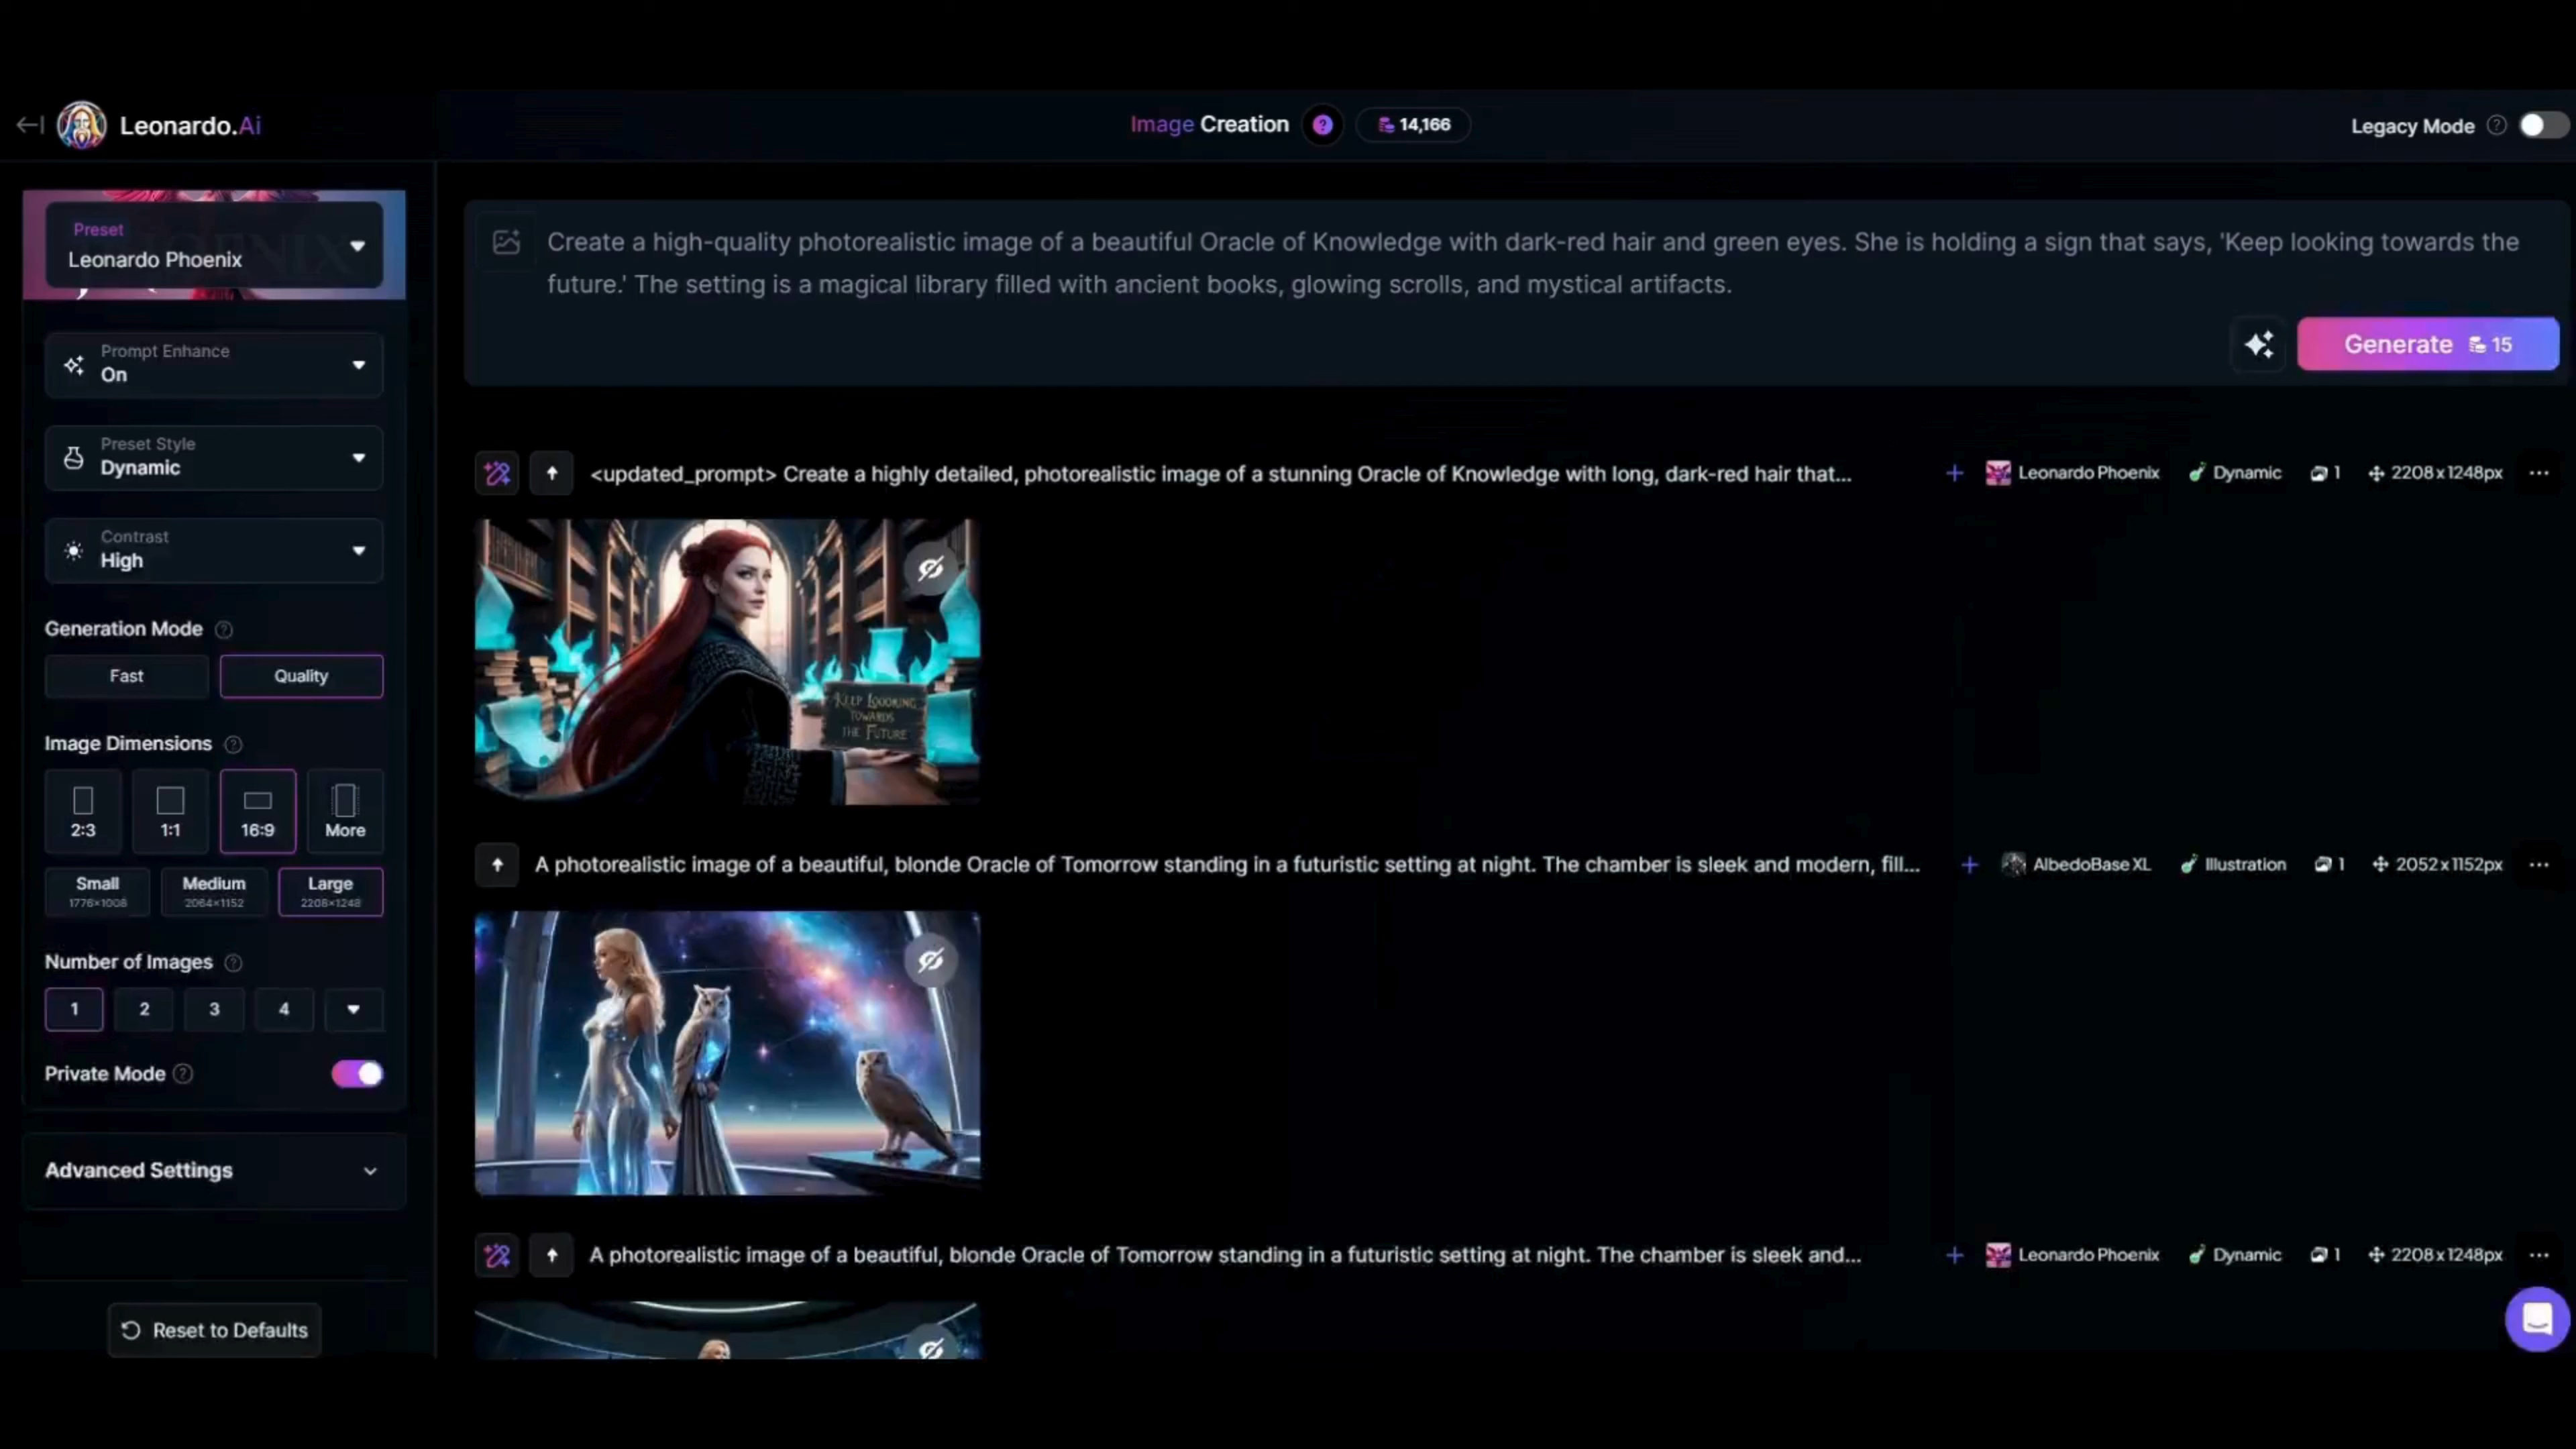 Leonardo.Ai
Image Creation
14,166
Legacy Mode
Preset
Leonardo Phoenix
Create a high-quality photorealistic image of a beautiful Oracle of Knowledge with dark-red hair and green eyes. She is holding a sign that says, 'Keep looking towards the
future.' The setting is a magical library filled with ancient books, glowing scrolls, and mystical artifacts.
Generate 15
Prompt Enhance
On
Preset Style
Dynamic
Contrast
High
Generation Mode
Fast
Quality
Image Dimensions
2:3
1:1
16:9
More
Small
1776×1008
Medium
2064×1152
Large
2208×1248
Number of Images
1
2
3
4
Private Mode
Advanced Settings
Reset to Defaults
<updated_prompt> Create a highly detailed, photorealistic image of a stunning Oracle of Knowledge with long, dark-red hair that...
Leonardo Phoenix
Dynamic
1
2208x1248px
KEEP LOOORING
TOWARDS
THE FUTURE
A photorealistic image of a beautiful, blonde Oracle of Tomorrow standing in a futuristic setting at night. The chamber is sleek and modern, fill...
AlbedoBase XL
Illustration
1
2052x1152px
A photorealistic image of a beautiful, blonde Oracle of Tomorrow standing in a futuristic setting at night. The chamber is sleek and...
Leonardo Phoenix
Dynamic
1
2208x1248px